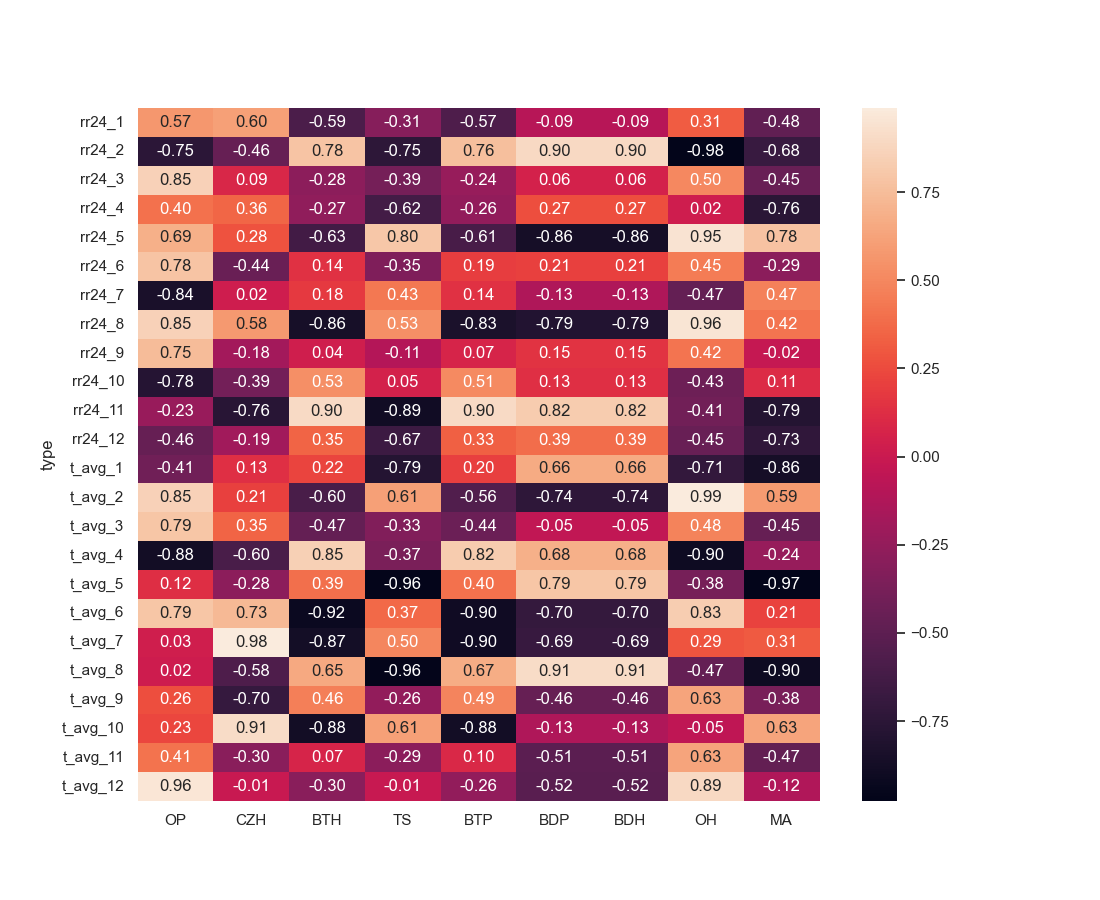 rr24_1 0.57 0.60 -0.59 -0.31 -0.57 -0.09 -0.09 0.31 -0.48
rr24_2 -0.75 -0.46 0.78 -0.75 0.76 0.90 0.90 -0.98 -0.68
rr24_3 0.85 0.09 -0.28 -0.39 -0.24 0.06 0.06 0.50 -0.45
rr24_4 0.40 0.36 -0.27 -0.62 -0.26 0.27 0.27 0.02 -0.76
rr24_5 0.69 0.28 -0.63 0.80 -0.61 -0.86 -0.86 0.95 0.78
rr24_6 0.78 -0.44 0.14 -0.35 0.19 0.21 0.21 0.45 -0.29
rr24_7 -0.84 0.02 0.18 0.43 0.14 -0.13 -0.13 -0.47 0.47
rr24_8 0.85 0.58 -0.86 0.53 -0.83 -0.79 -0.79 0.96 0.42
rr24_9 0.75 -0.18 0.04 -0.11 0.07 0.15 0.15 0.42 -0.02
rr24_10 -0.78 -0.39 0.53 0.05 0.51 0.13 0.13 -0.43 0.11
rr24_11 -0.23 -0.76 0.90 -0.89 0.90 0.82 0.82 -0.41 -0.79
rr24_12 -0.46 -0.19 0.35 -0.67 0.33 0.39 0.39 -0.45 -0.73
t_avg_1 -0.41 0.13 0.22 -0.79 0.20 0.66 0.66 -0.71 -0.86
t_avg_2 0.85 0.21 -0.60 0.61 -0.56 -0.74 -0.74 0.99 0.59
t_avg_3 0.79 0.35 -0.47 -0.33 -0.44 -0.05 -0.05 0.48 -0.45
t_avg_4 -0.88 -0.60 0.85 -0.37 0.82 0.68 0.68 -0.90 -0.24
t_avg_5 0.12 -0.28 0.39 -0.96 0.40 0.79 0.79 -0.38 -0.97
t_avg_6 0.79 0.73 -0.92 0.37 -0.90 -0.70 -0.70 0.83 0.21
t_avg_7 0.03 0.98 -0.87 0.50 -0.90 -0.69 -0.69 0.29 0.31
t_avg_8 0.02 -0.58 0.65 -0.96 0.67 0.91 0.91 -0.47 -0.90
t_avg_9 0.26 -0.70 0.46 -0.26 0.49 -0.46 -0.46 0.63 -0.38
t_avg_10 0.23 0.91 -0.88 0.61 -0.88 -0.13 -0.13 -0.05 0.63
t_avg_11 0.41 -0.30 0.07 -0.29 0.10 -0.51 -0.51 0.63 -0.47
t_avg_12 0.96 -0.01 -0.30 -0.01 -0.26 -0.52 -0.52 0.89 -0.12
OP CZH BTH TS BTP BDP BDH OH MA
type
0.75
0.50
0.25
0.00
-0.25
-0.50
-0.75